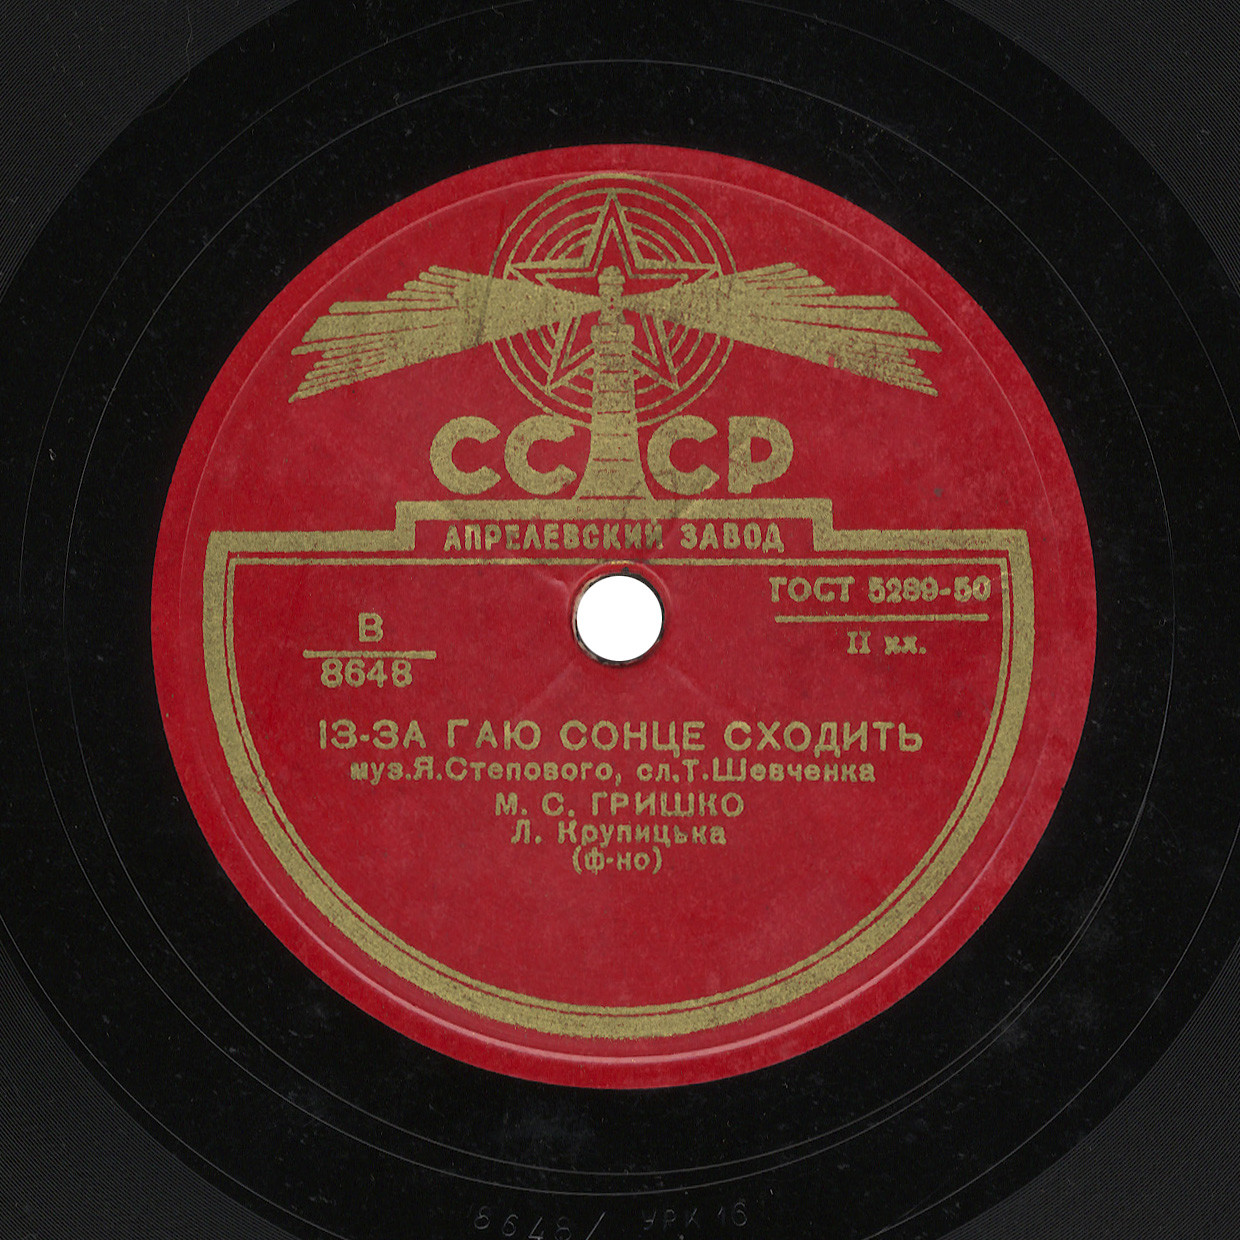 СССР
АПРЕЛЕВСКИЙ ЗАВОД
ГОСТ 5289-50
II кл.
В
8648
ІЗ-ЗА ГАЮ СОНЦЕ СХОДИТЬ
муз.Я.Степового, сл.Т.Шевченка
М. С. ГРИШКО
Л. Крупицька
(ф-но)
8648/ УРК 16